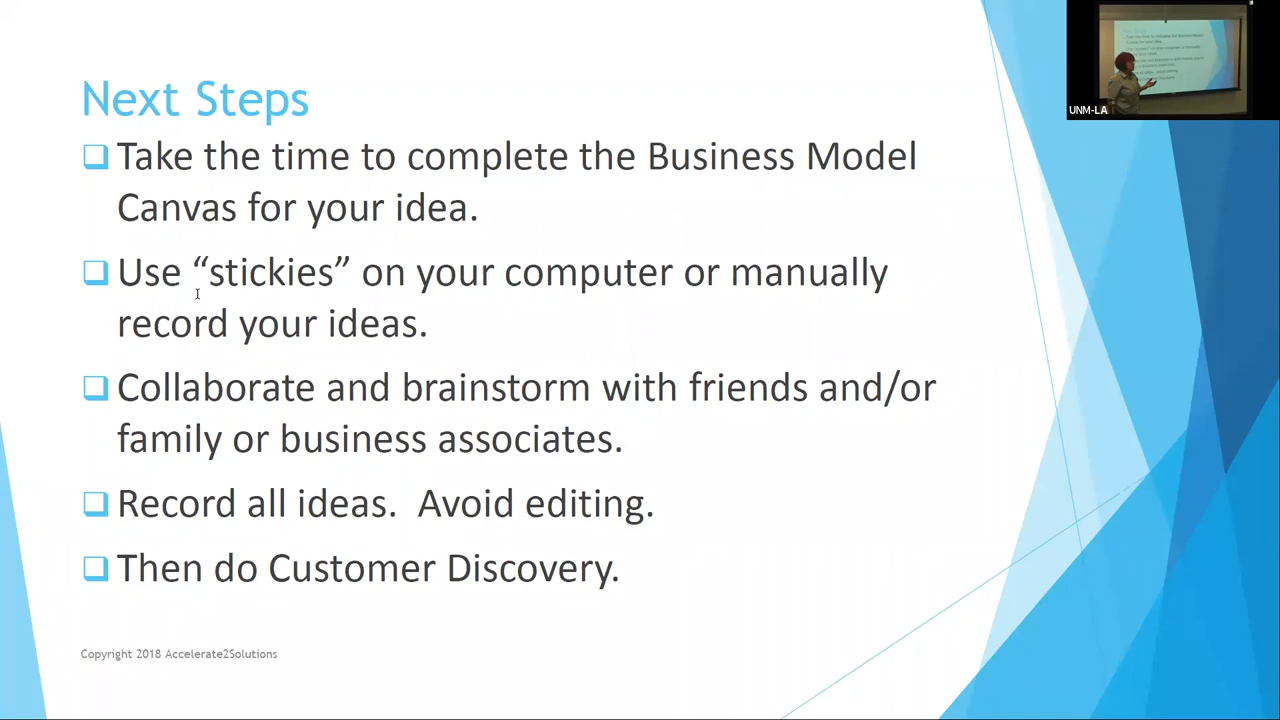 Next Steps
Take the time to complete the Business Model
Canvas for your idea.
Use “stickies” on your computer or manually
record your ideas.
Collaborate and brainstorm with friends and/or
family or business associates.
Record all ideas.  Avoid editing.
Then do Customer Discovery.
Copyright 2018 Accelerate2Solutions
UNM-LA